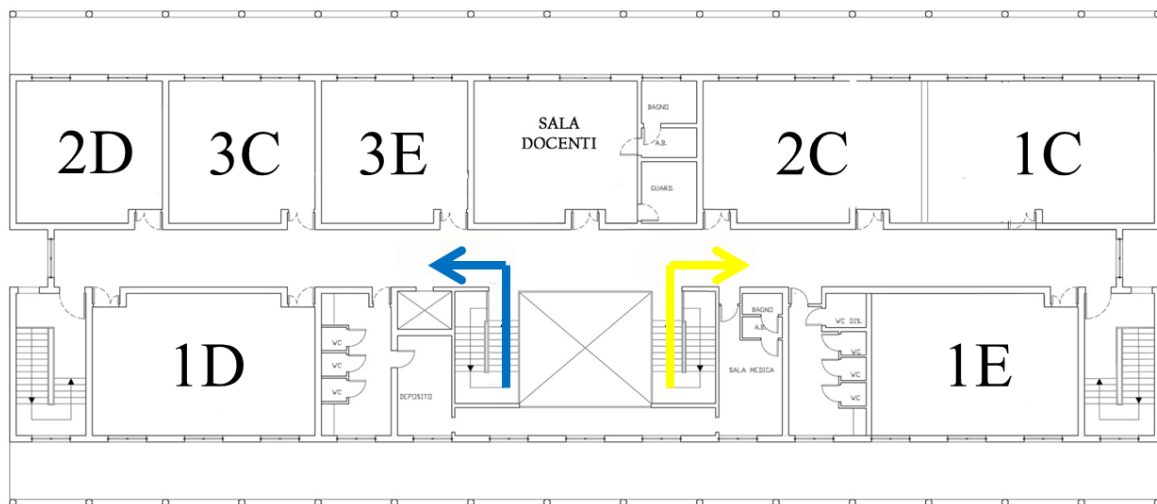 2D
3C
3E
SALA
DOCENTI
BAGNO
A.B.
GUARD.
2C
1C
1D
WC
WC
WC
DEPOSITO
BAGNO
A.B.
SALA MEDICA
WC DIS.
WC
WC
WC
1E